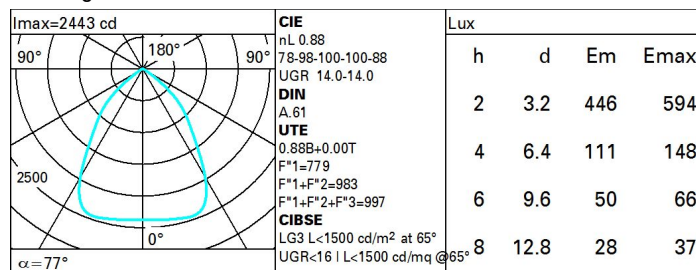 Imax=2443 cd
90°
180°
90°
2500
0°
α=77°
CIE
nL 0.88
78-98-100-100-88
UGR 14.0-14.0
DIN
A.61
UTE
0.88B+0.00T
F"1=779
F"1+F"2=983
F"1+F"2+F"3=997
CIBSE
LG3 L<1500 cd/m² at 65°
UGR<16 | L<1500 cd/mq @65°
Lux
h d Em Emax
2 3.2 446 594
4 6.4 111 148
6 9.6 50 66
8 12.8 28 37